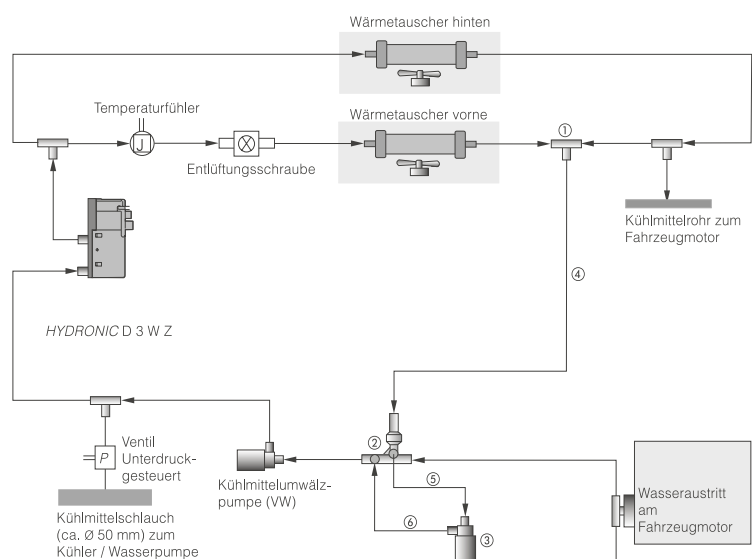 Wärmetauscher hinten
Temperaturfühler
Wärmetauscher vorne
①
J
Entlüftungsschraube
Kühlmittelrohr zum
Fahrzeugmotor
④
HYDRONIC D 3 W Z
②
P
Ventil
Unterdruck-
gesteuert
Kühlmittelumwälz-
pumpe (VW)
⑤
Wasseraustritt
am
Fahrzeugmotor
Kühlmittelschlauch
(ca. Ø 50 mm) zum
Kühler / Wasserpumpe
⑥
③